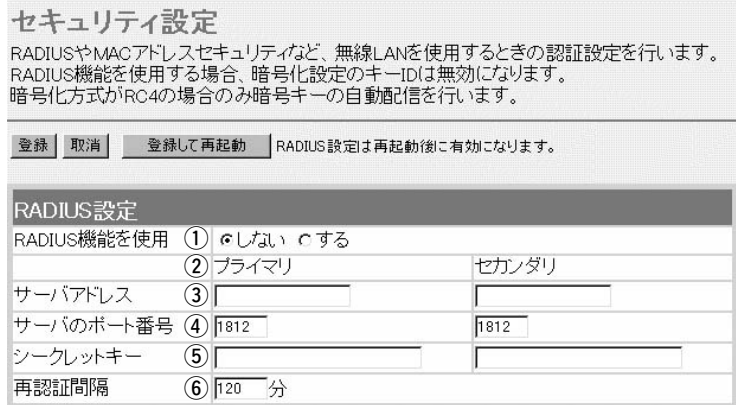 セキュリティ設定
RADIUSやMACアドレスセキュリティなど、無線LANを使用するときの認証設定を行います。
RADIUS機能を使用する場合、暗号化設定のキーIDは無効になります。
暗号化方式がRC4の場合のみ暗号キーの自動配信を行います。
登録 取消 登録して再起動 RADIUS設定は再起動後に有効になります。
RADIUS設定
RADIUS機能を使用 ① しない する
② プライマリ セカンダリ
サーバアドレス ③
サーバのポート番号 ④ 1812 1812
シークレットキー ⑤
再認証間隔 ⑥ 120 分